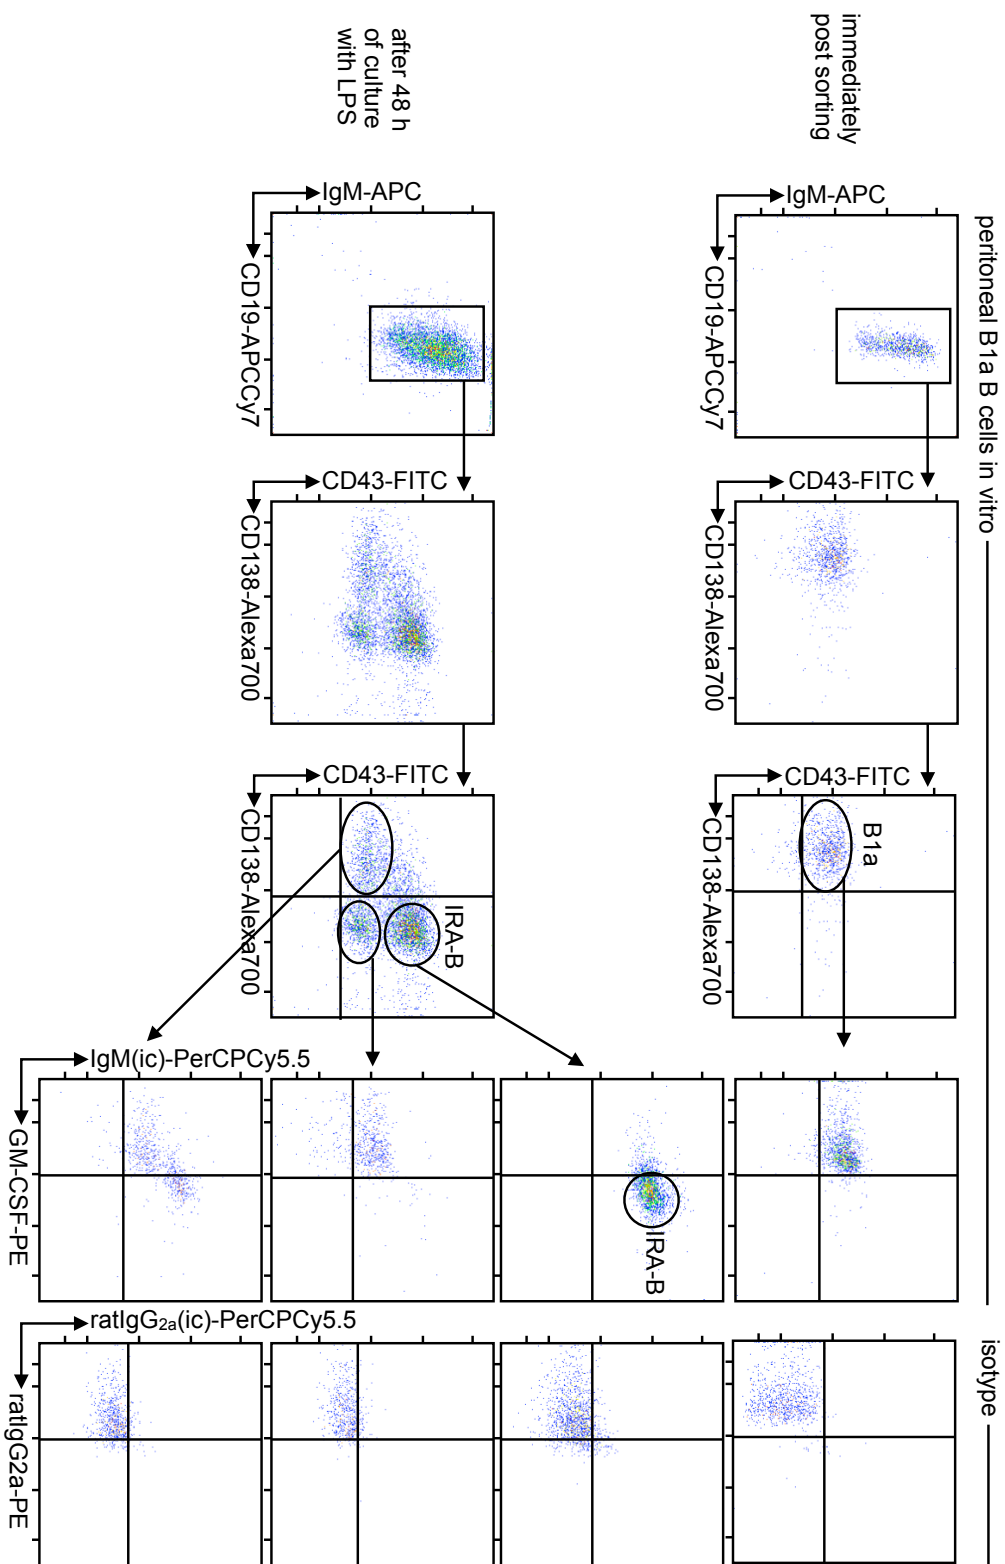 peritoneal B1a B cells in vitro
isotype
immediately
post sorting
IgM-APC
CD19-APCCy7
CD43-FITC
CD138-Alexa700
B1a
CD43-FITC
CD138-Alexa700
after 48 h
of culture
with LPS
IgM-APC
CD19-APCCy7
CD43-FITC
CD138-Alexa700
IRA-B
CD43-FITC
CD138-Alexa700
IRA-B
IgM(ic)-PerCPCy5.5
GM-CSF-PE
ratIgG2a(ic)-PerCPCy5.5
ratIgG2a-PE